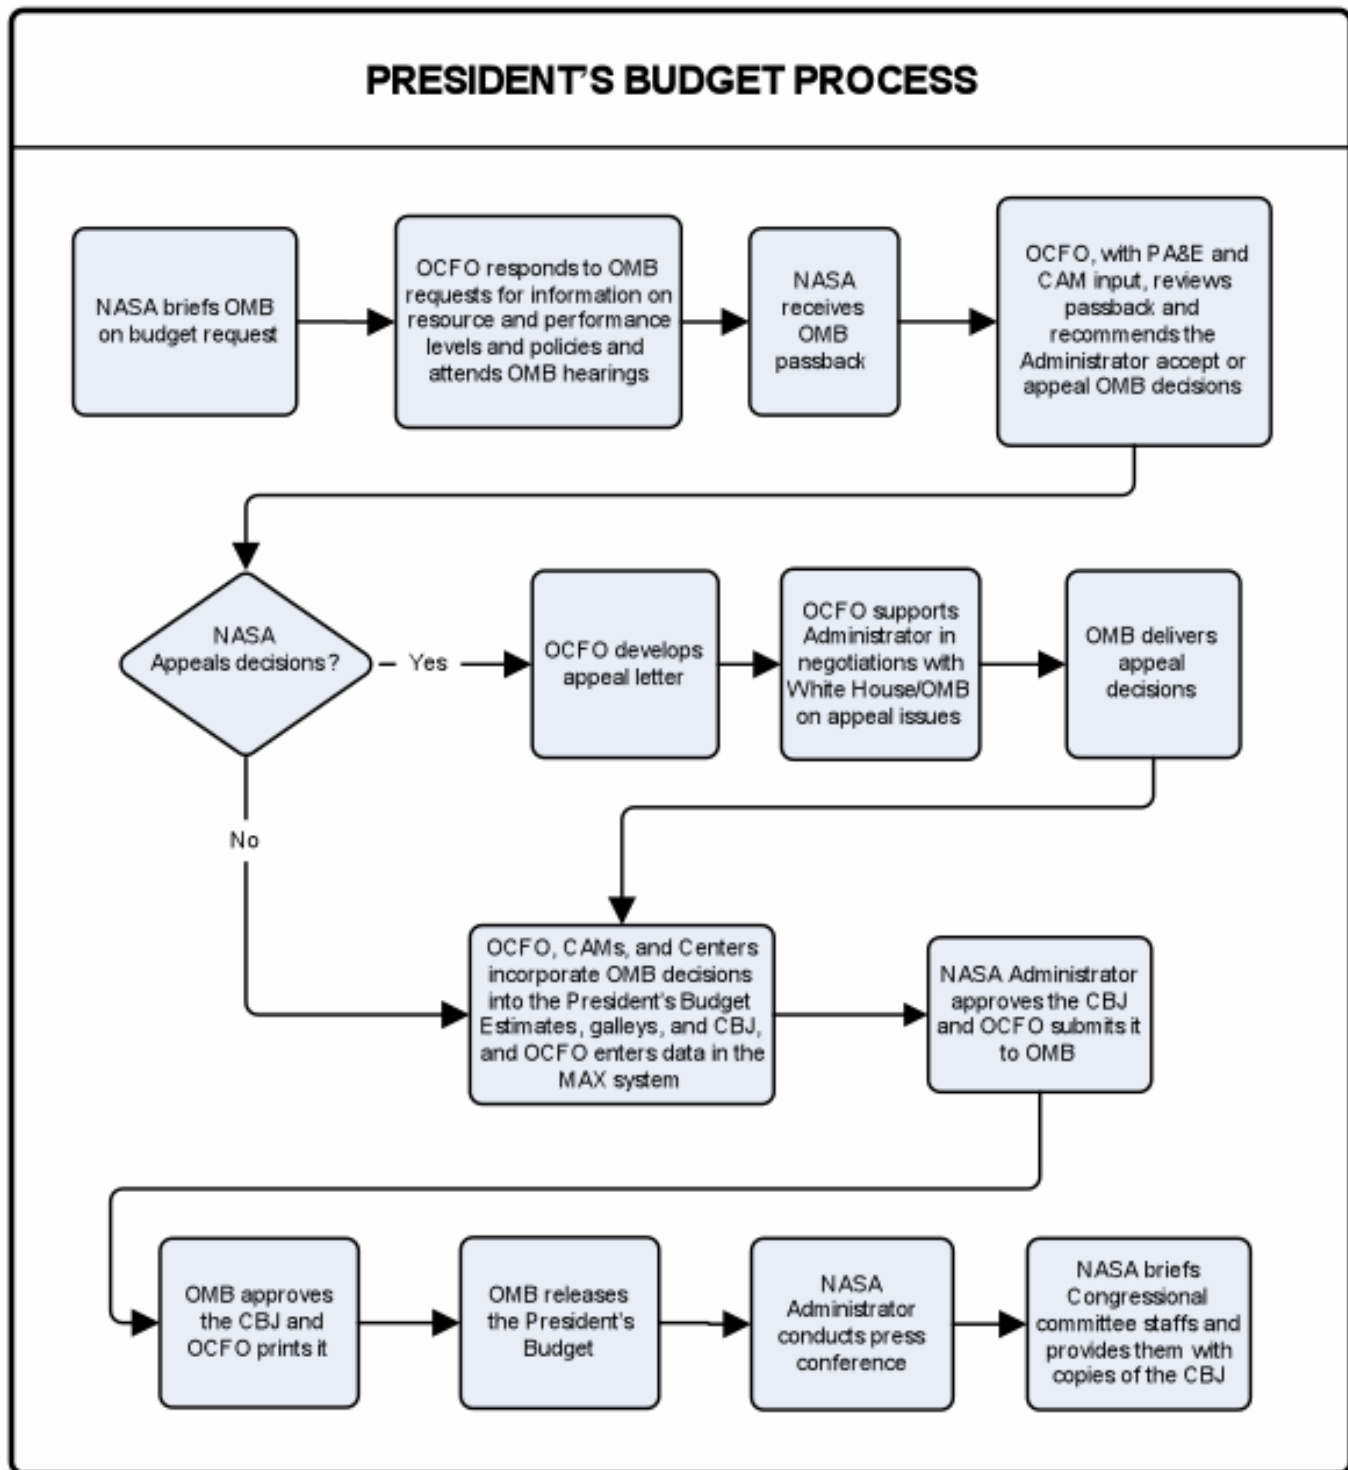 PRESIDENT'S BUDGET PROCESS
NASA briefs OMB
on budget request
OCFO responds to OMB
requests for information on
resource and performance
levels and policies and
attends OMB hearings
NASA
receives
OMB
passback
OCFO, with PA&E and
CAM input, reviews
passback and
recommends the
Administrator accept or
appeal OMB decisions
NASA
Appeals decisions?
Yes
OCFO develops
appeal letter
OCFO supports
Administrator in
negotiations with
White House/OMB
on appeal issues
OMB delivers
appeal
decisions
No
OCFO, CAMs, and Centers
incorporate OMB decisions
into the President's Budget
Estimates, galleys, and CBJ,
and OCFO enters data in the
MAX system
NASA Administrator
approves the CBJ
and OCFO submits it
to OMB
OMB approves
the CBJ and
OCFO prints it
OMB releases
the President's
Budget
NASA
Administrator
conducts press
conference
NASA briefs
Congressional
committee staffs and
provides them with
copies of the CBJ